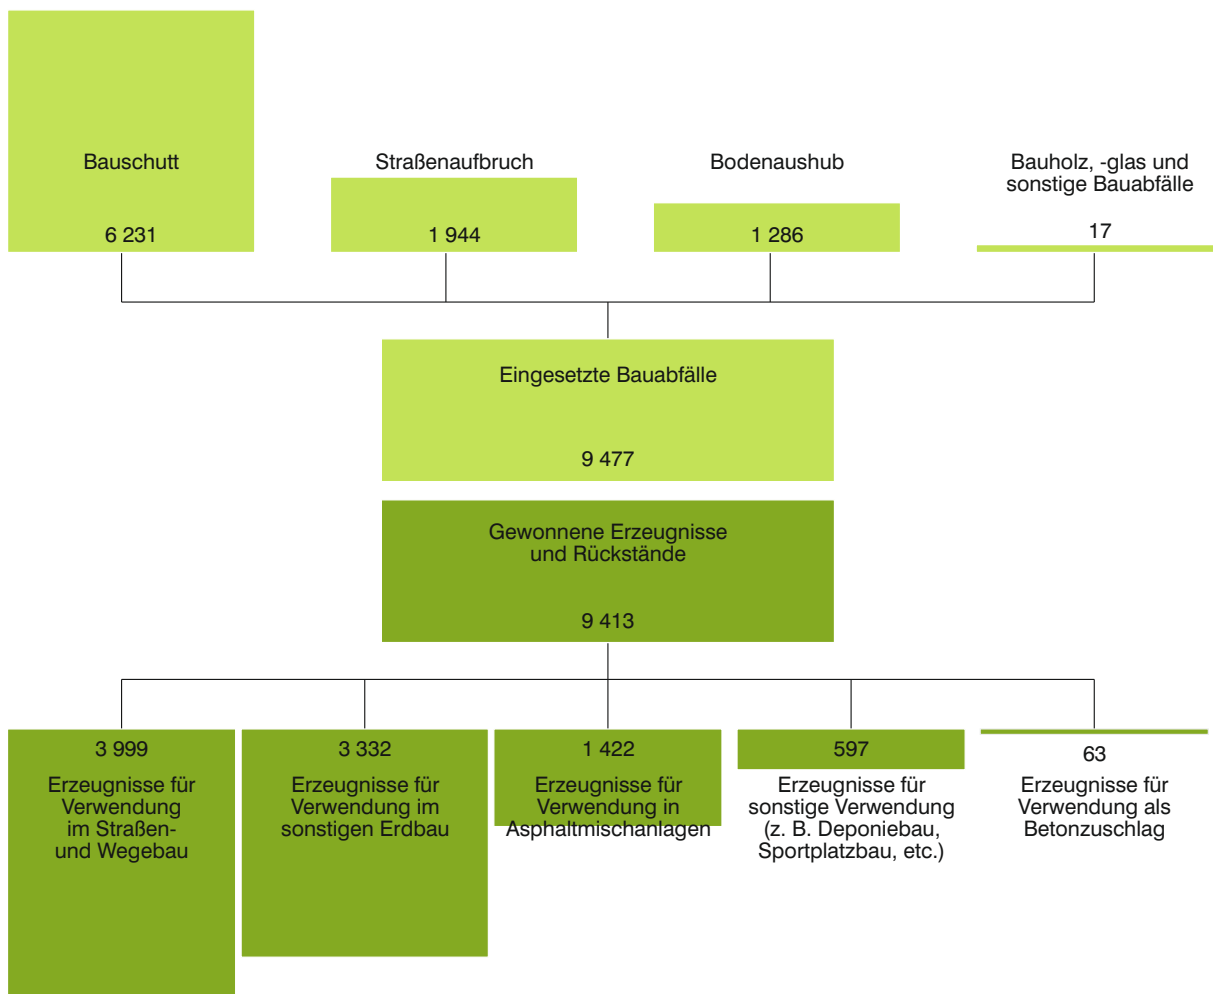 Bauschutt
6 231
Straßenaufbruch
1 944
Bodenaushub
1 286
Bauholz, -glas und
sonstige Bauabfälle
17
Eingesetzte Bauabfälle
9 477
Gewonnene Erzeugnisse
und Rückstände
9 413
3 999
Erzeugnisse für
Verwendung
im Straßen-
und Wegebau
3 332
Erzeugnisse für
Verwendung im
sonstigen Erdbau
1 422
Erzeugnisse für
Verwendung in
Asphaltmischanlagen
597
Erzeugnisse für
sonstige Verwendung
(z. B. Deponiebau,
Sportplatzbau, etc.)
63
Erzeugnisse für
Verwendung als
Betonzuschlag